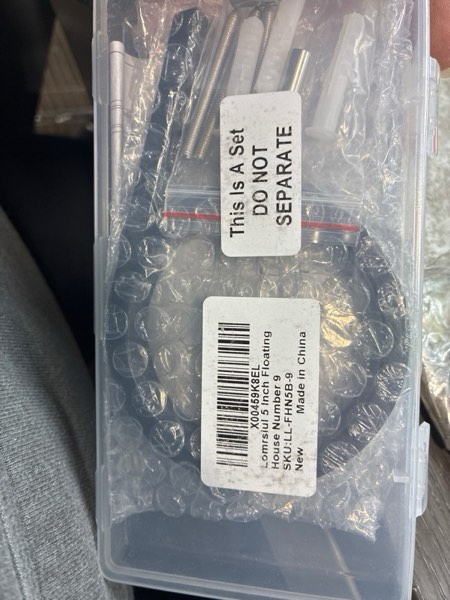 This Is A Set
DO NOT
SEPARATE
X00459K8EL
Lomrsiul 5 Inch Floating
House Number 9
SKU:LL-FHN5B-9
New Made in China